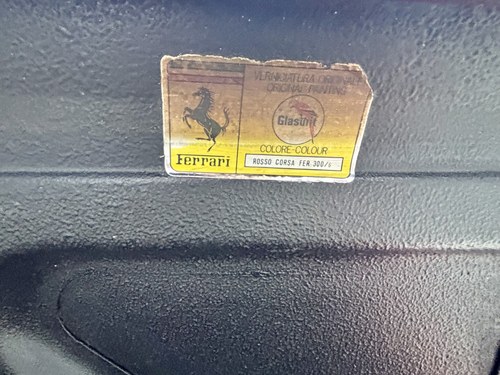 VERNICIATURA ORIGINALE
ORIGINAL PAINTING
Glasurit
COLORE-COLOUR
Ferrari
ROSSO CORSA FER.300/6